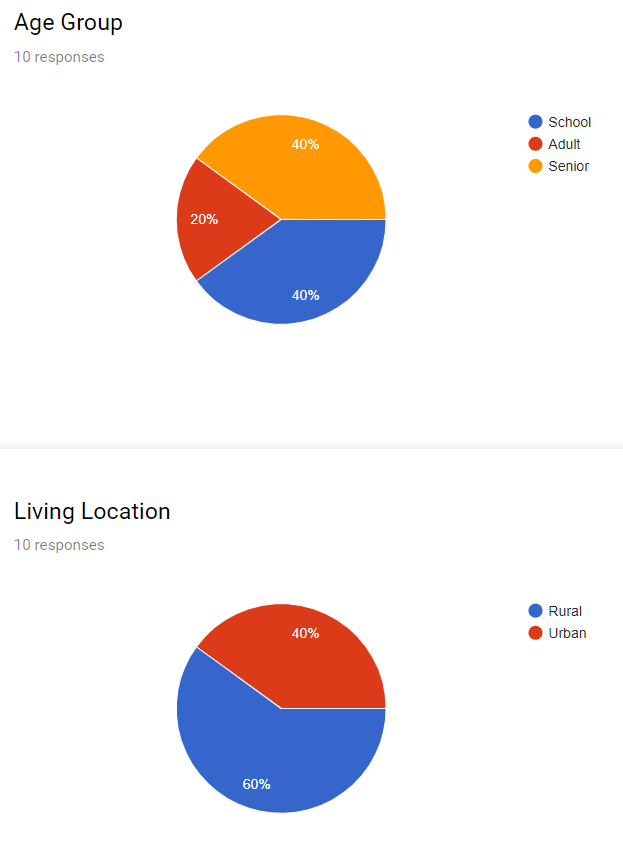 Age Group
10 responses
School
Adult
Senior
40%
20%
40%
Living Location
10 responses
Rural
Urban
40%
60%